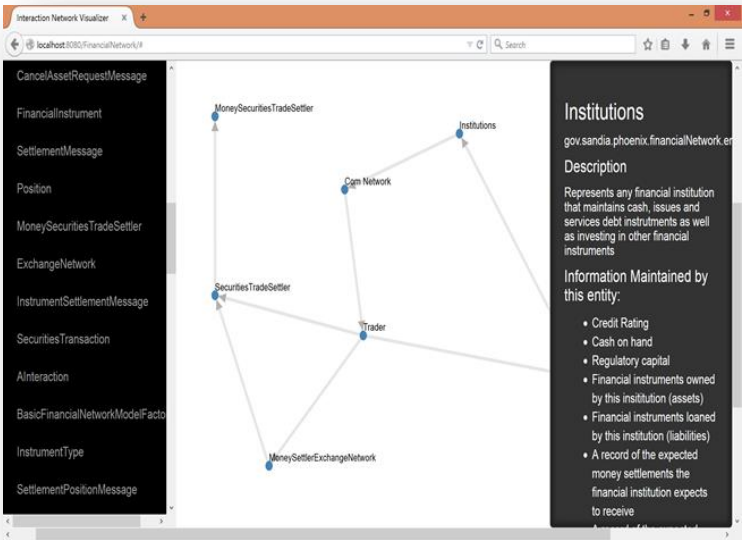 Interaction Network Visualizer
localhost:8080/FinancialNetwork/#
Search
CancelAssetRequestMessage
FinancialInstrument
SettlementMessage
Position
MoneySecuritiesTradeSettler
ExchangeNetwork
InstrumentSettlementMessage
SecuritiesTransaction
AInteraction
BasicFinancialNetworkModelFacto
InstrumentType
SettlementPositionMessage
MoneySecuritiesTradeSettler
Institutions
Com Network
SecuritiesTradeSettler
Trader
MoneySettlerExchangeNetwork
Institutions
gov.sandia.phoenix.financialNetwork.er
Description
Represents any financial institution
that maintains cash, issues and
services debt instrutments as well
as investing in other financial
instruments
Information Maintained by
this entity:
• Credit Rating
• Cash on hand
• Regulatory capital
• Financial instruments owned
by this insititution (assets)
• Financial instruments loaned
by this institution (liabilities)
• A record of the expected
money settlements the
financial institution expects
to receive